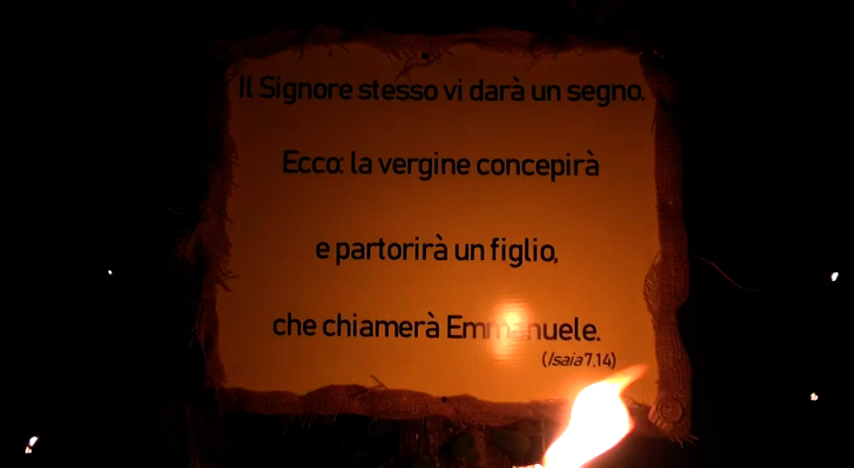 Il Signore stesso vi darà un segno.
Ecco: la vergine concepirà
e partorirà un figlio,
che chiamerà Emmanuele.
(Isaia 7,14)